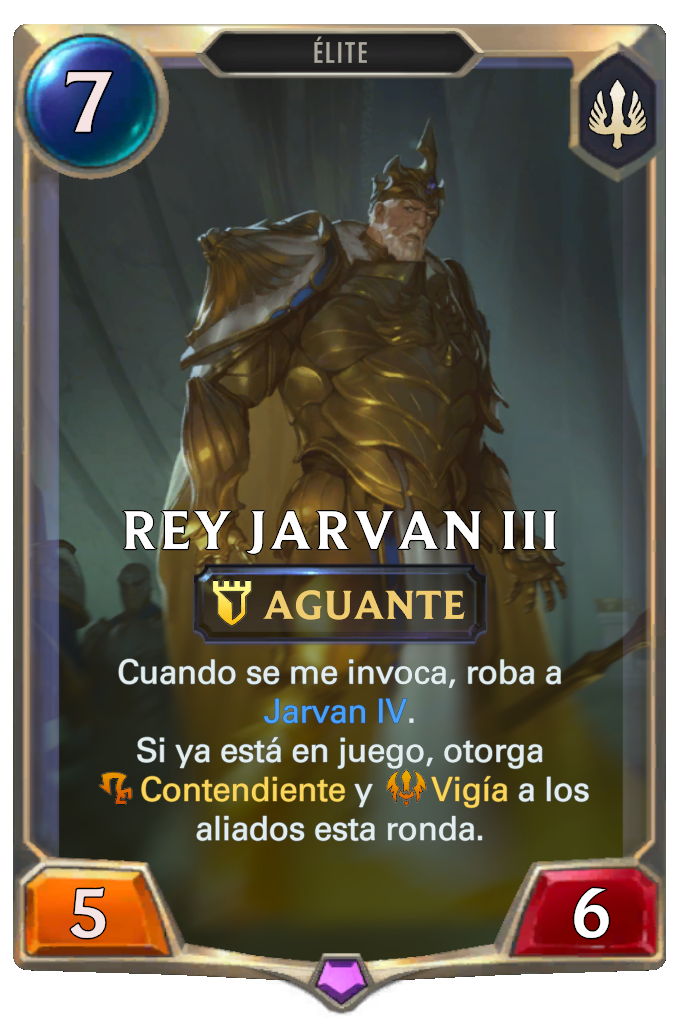 ÉLITE
7
REY JARVAN III
AGUANTE
Cuando se me invoca, roba a
Jarvan IV.
Si ya está en juego, otorga
Contendiente y Vigía a los
aliados esta ronda.
5
6